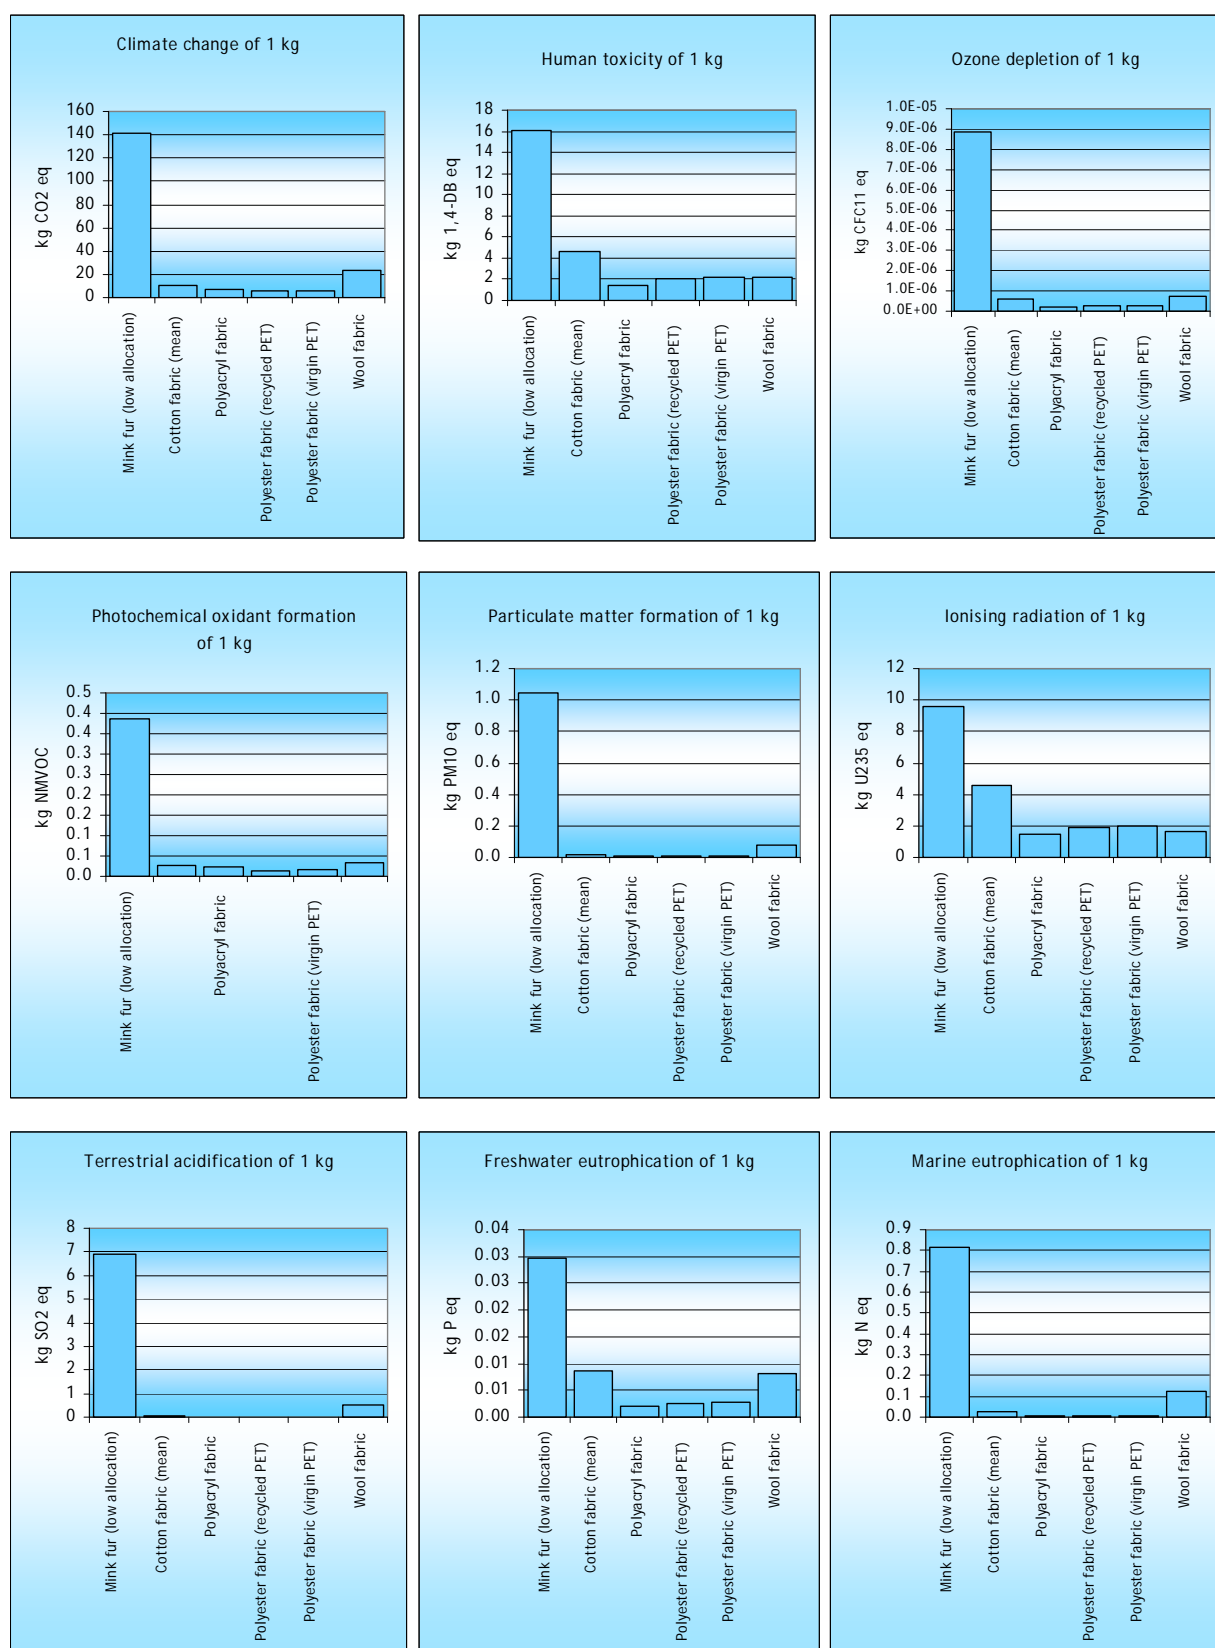 Climate change of 1 kg
kg CO2 eq
160
140
120
100
80
60
40
20
0
Mink fur (low allocation)
Cotton fabric (mean)
Polyacryl fabric
Polyester fabric (recycled PET)
Polyester fabric (virgin PET)
Wool fabric
Human toxicity of 1 kg
kg 1,4-DB eq
18
16
14
12
10
8
6
4
2
0
Mink fur (low allocation)
Cotton fabric (mean)
Polyacryl fabric
Polyester fabric (recycled PET)
Polyester fabric (virgin PET)
Wool fabric
Ozone depletion of 1 kg
kg CFC11 eq
1.0E-05
9.0E-06
8.0E-06
7.0E-06
6.0E-06
5.0E-06
4.0E-06
3.0E-06
2.0E-06
1.0E-06
0.0E+00
Mink fur (low allocation)
Cotton fabric (mean)
Polyacryl fabric
Polyester fabric (recycled PET)
Polyester fabric (virgin PET)
Wool fabric
Photochemical oxidant formation
of 1 kg
kg NMVOC
0.5
0.4
0.4
0.3
0.3
0.2
0.2
0.1
0.1
0.0
Mink fur (low allocation)
Polyacryl fabric
Polyester fabric (virgin PET)
Particulate matter formation of 1 kg
kg PM10 eq
1.2
1.0
0.8
0.6
0.4
0.2
0.0
Mink fur (low allocation)
Cotton fabric (mean)
Polyacryl fabric
Polyester fabric (recycled PET)
Polyester fabric (virgin PET)
Wool fabric
Ionising radiation of 1 kg
kg U235 eq
12
10
8
6
4
2
0
Mink fur (low allocation)
Cotton fabric (mean)
Polyacryl fabric
Polyester fabric (recycled PET)
Polyester fabric (virgin PET)
Wool fabric
Terrestrial acidification of 1 kg
kg SO2 eq
8
7
6
5
4
3
2
1
0
Mink fur (low allocation)
Cotton fabric (mean)
Polyacryl fabric
Polyester fabric (recycled PET)
Polyester fabric (virgin PET)
Wool fabric
Freshwater eutrophication of 1 kg
kg P eq
0.04
0.03
0.03
0.02
0.02
0.01
0.01
0.00
Mink fur (low allocation)
Cotton fabric (mean)
Polyacryl fabric
Polyester fabric (recycled PET)
Polyester fabric (virgin PET)
Wool fabric
Marine eutrophication of 1 kg
kg N eq
0.9
0.8
0.7
0.6
0.5
0.4
0.3
0.2
0.1
0.0
Mink fur (low allocation)
Cotton fabric (mean)
Polyacryl fabric
Polyester fabric (recycled PET)
Polyester fabric (virgin PET)
Wool fabric